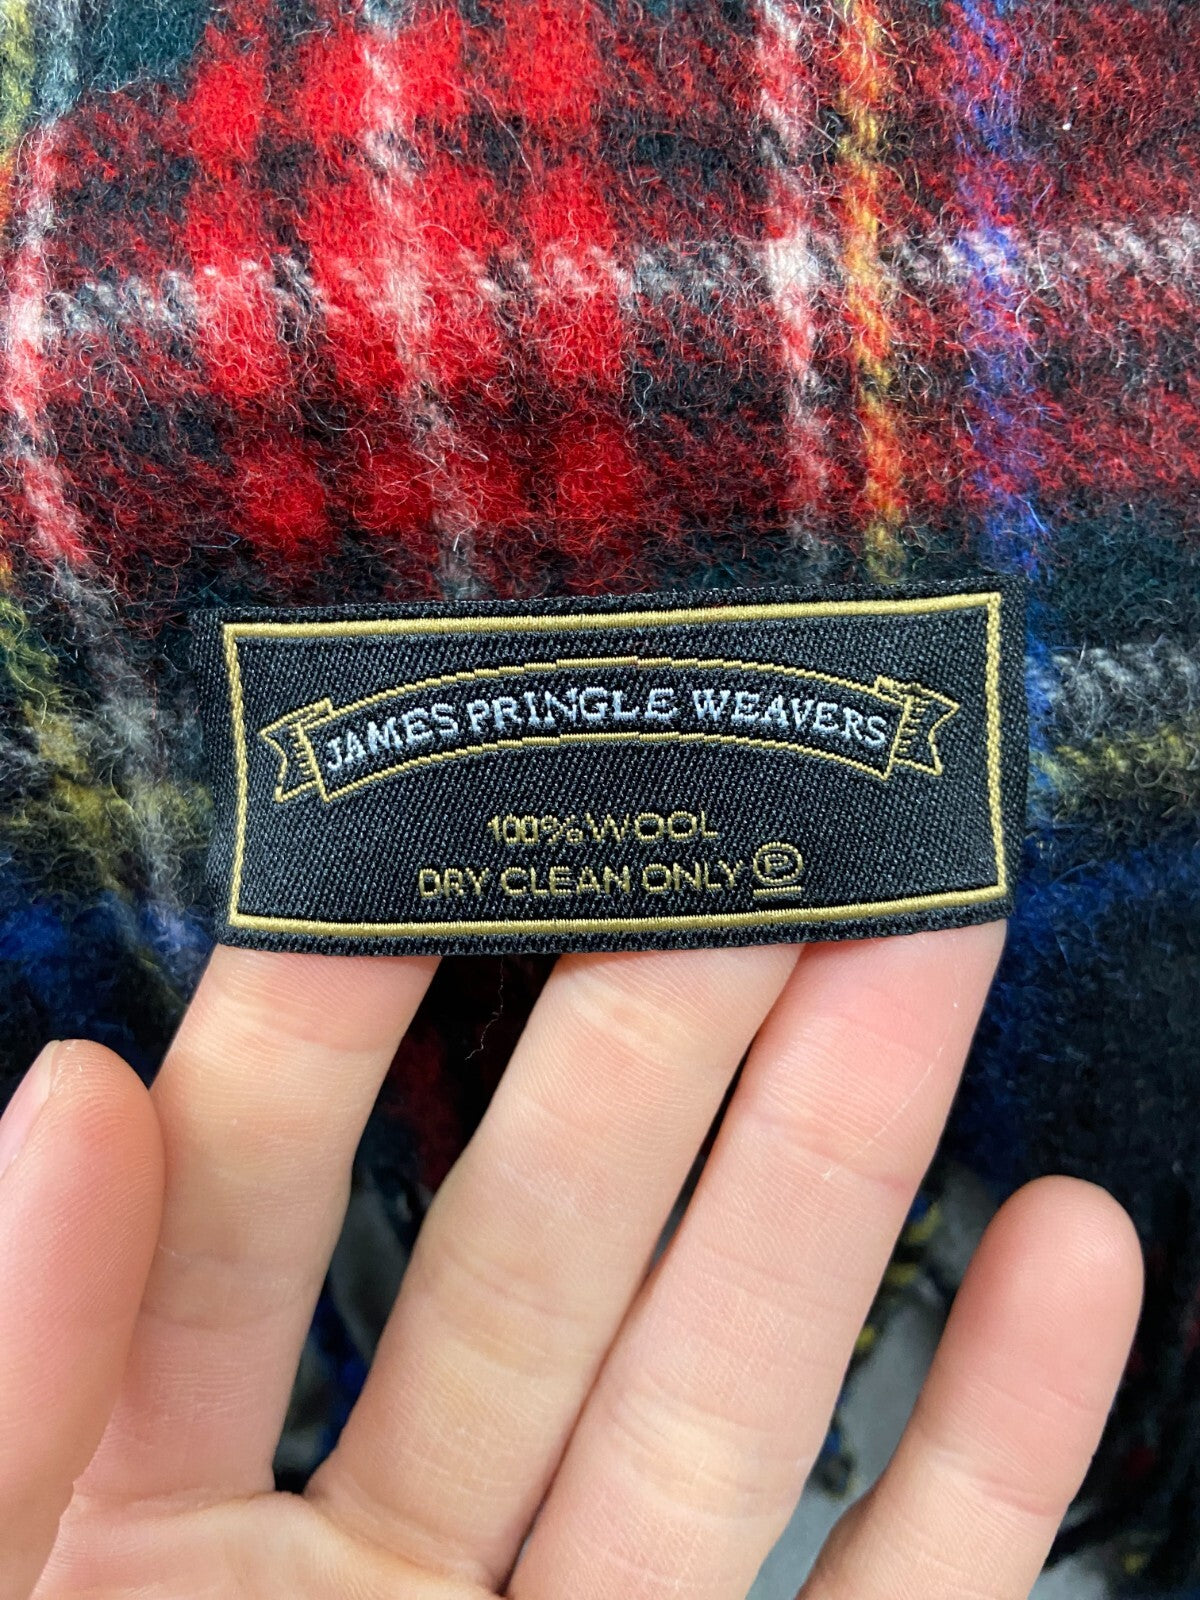 JAMES PRINGLE WEAVERS
100% WOOL
DRY CLEAN ONLY Ⓟ